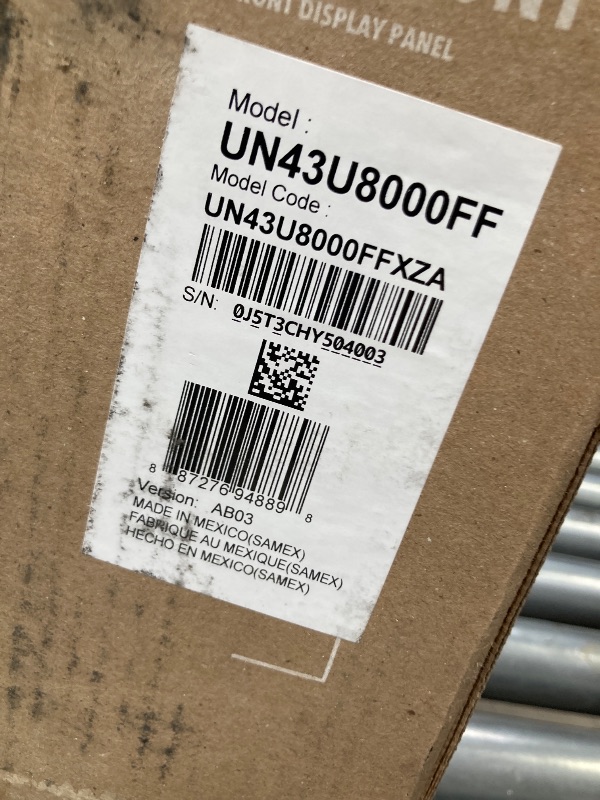 FRONT DISPLAY PANEL
Model :
UN43U8000FF
Model Code :
UN43U8000FFXZA
S/N: 0J5T3CHY504003
8 87276 94889 8
Version: AB03
MADE IN MEXICO(SAMEX)
FABRIQUE AU MEXIQUE(SAMEX)
HECHO EN MEXICO(SAMEX)